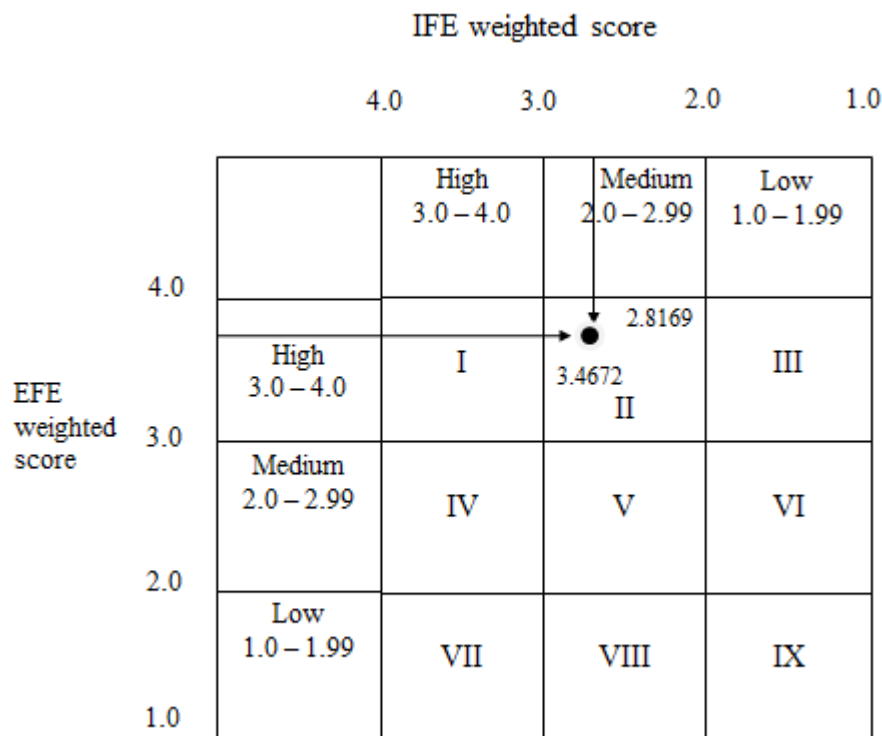 IFE weighted score
4.0 3.0 2.0 1.0
High Medium Low
3.0 – 4.0 2.0 – 2.99 1.0 – 1.99
4.0
2.8169
High I III
3.0 – 4.0 3.4672
II
EFE
weighted
score
3.0
Medium
2.0 – 2.99 IV V VI
2.0
Low
1.0 – 1.99 VII VIII IX
1.0